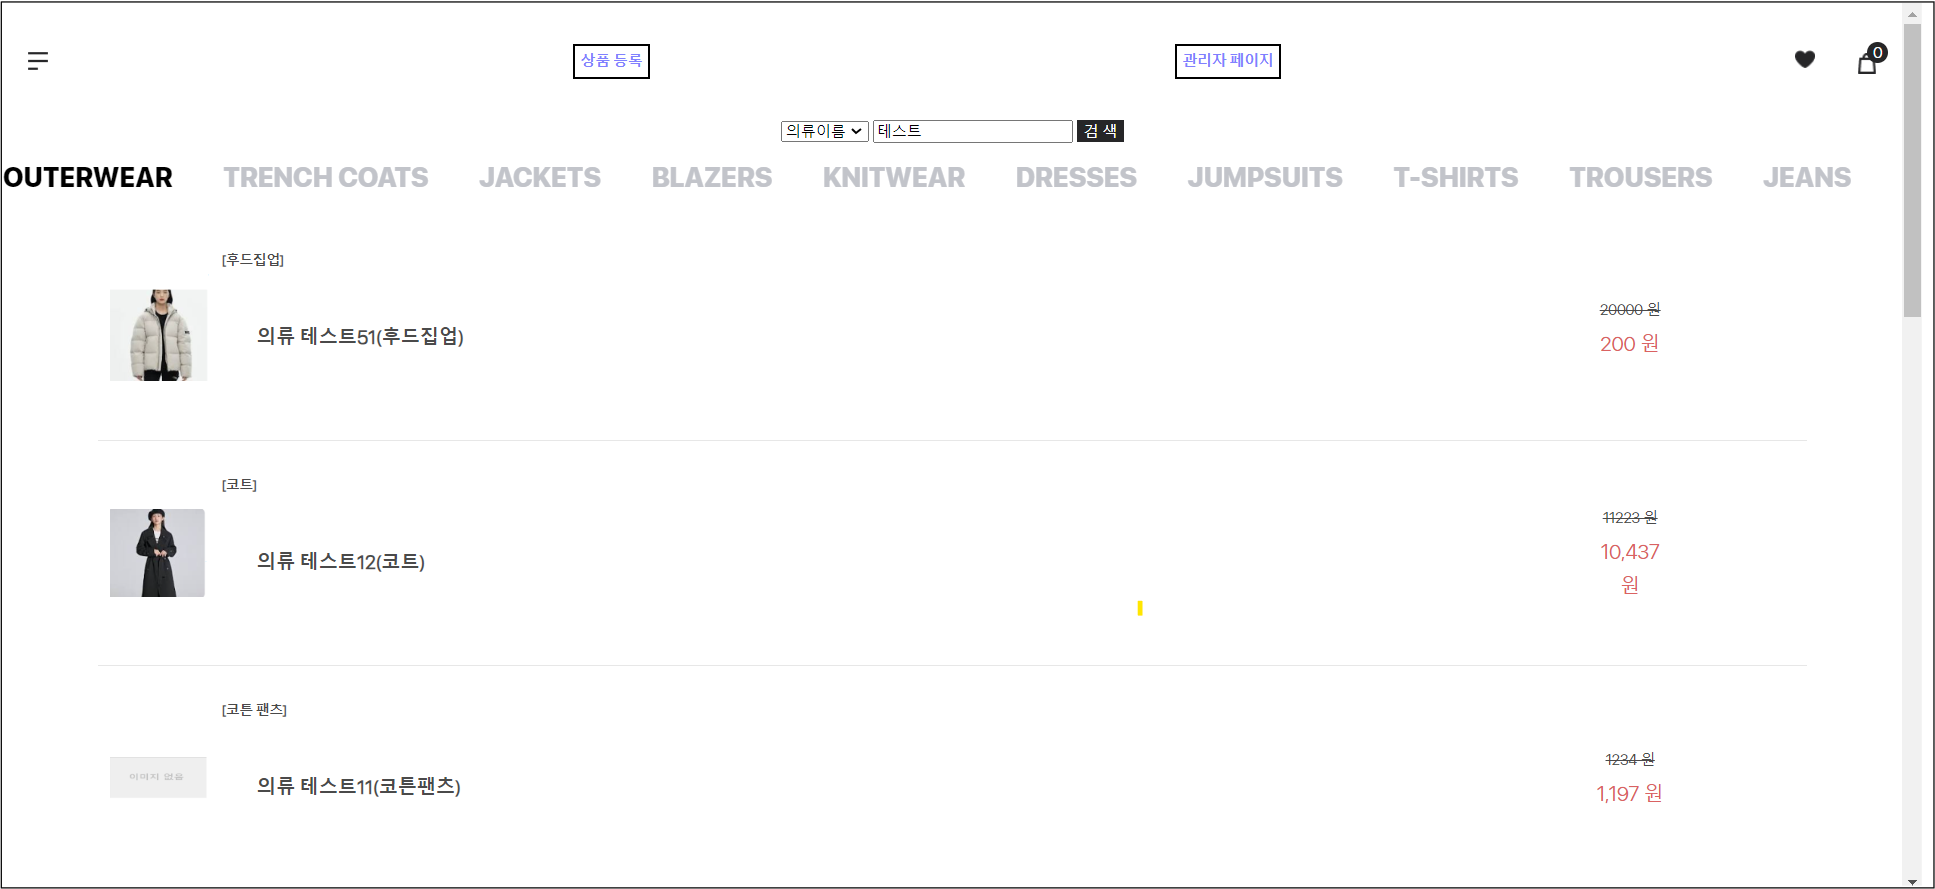 상품 등록
관리자 페이지
0
의류이름 테스트 검 색
OUTERWEAR TRENCH COATS JACKETS BLAZERS KNITWEAR DRESSES JUMPSUITS T-SHIRTS TROUSERS JEANS
[후드집업]
의류 테스트51(후드집업)
20000 원
200 원
[코트]
의류 테스트12(코트)
11223 원
10,437
원
[코튼 팬츠]
이미지 없음
의류 테스트11(코튼팬츠)
1234 원
1,197 원